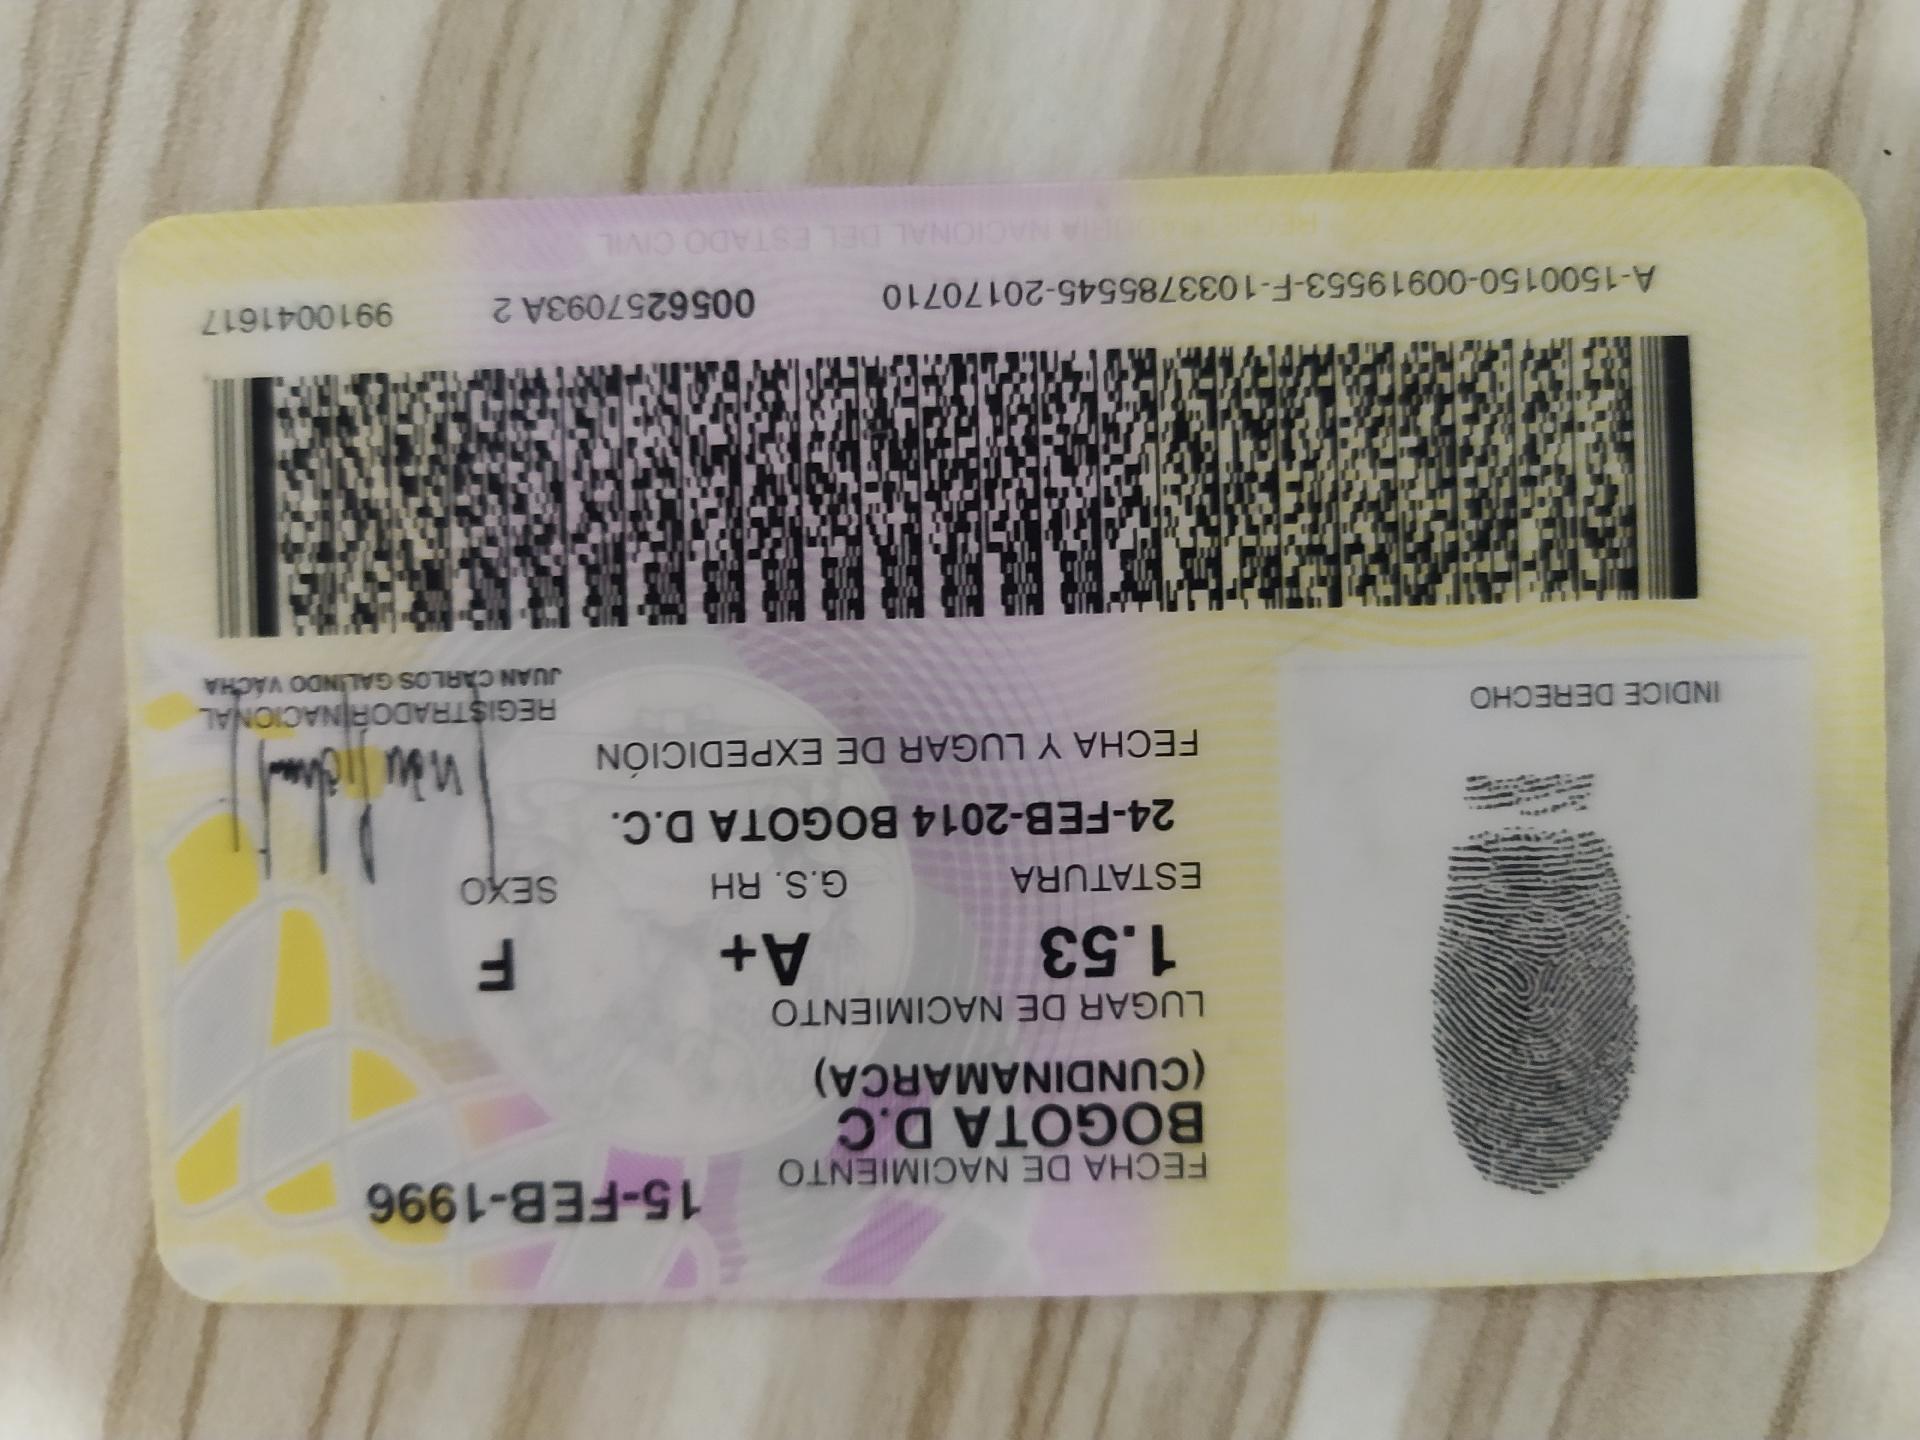 FECHA DE NACIMIENTO 15-FEB-1996
BOGOTA D.C
(CUNDINAMARCA)
LUGAR DE NACIMIENTO
1.53 A+ F
ESTATURA G.S. RH SEXO
24-FEB-2014 BOGOTA D.C.
FECHA Y LUGAR DE EXPEDICIÓN
INDICE DERECHO
REGISTRADOR NACIONAL
JUAN CARLOS GALINDO VACHA
A-1500150-00919553-F-1033785545-20170710 0056257093A 2 9910041617
REGISTRADURIA NACIONAL DEL ESTADO CIVIL